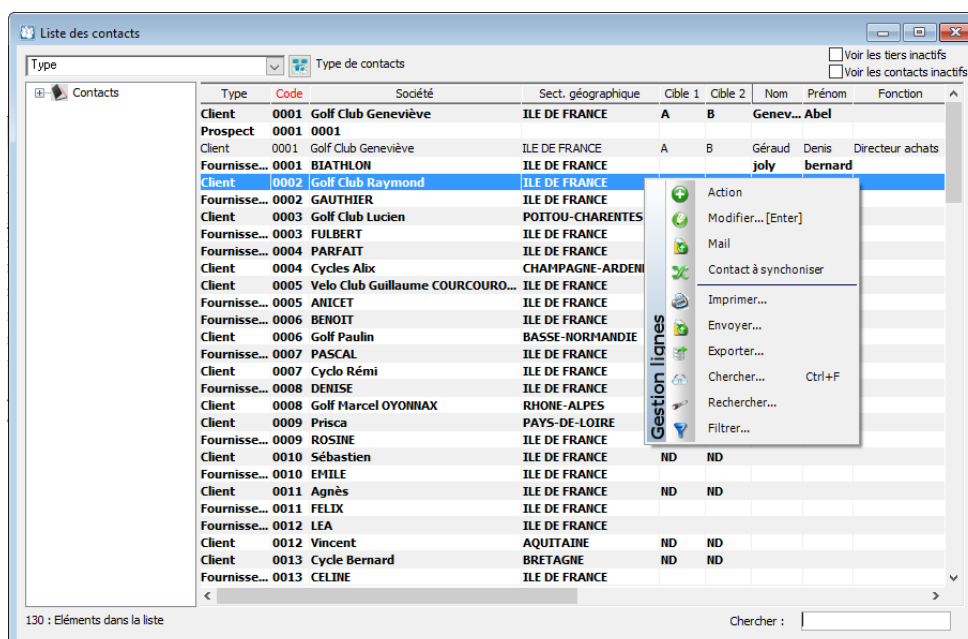 Liste des contacts
Type
Type de contacts
Voir les tiers inactifs
Voir les contacts inactifs
Contacts
Type Code Société Sect. géographique Cible 1 Cible 2 Nom Prénom Fonction
Client 0001 Golf Club Geneviève ILE DE FRANCE A B Genev... Abel
Prospect 0001 0001
Client 0001 Golf Club Geneviève ILE DE FRANCE A B Géraud Denis Directeur achats
Fournisse... 0001 BIATHLON ILE DE FRANCE joly bernard
Client 0002 Golf Club Raymond ILE DE FRANCE
Fournisse... 0002 GAUTHIER ILE DE FRANCE
Client 0003 Golf Club Lucien POITOU-CHARENTES
Fournisse... 0003 FULBERT ILE DE FRANCE
Fournisse... 0004 PARFAIT ILE DE FRANCE
Client 0004 Cycles Alix CHAMPAGNE-ARDEN
Client 0005 Velo Club Guillaume COURCOURO... ILE DE FRANCE
Fournisse... 0005 ANICET ILE DE FRANCE
Fournisse... 0006 BENOIT ILE DE FRANCE
Client 0006 Golf Paulin BASSE-NORMANDIE
Fournisse... 0007 PASCAL ILE DE FRANCE
Client 0007 Cyclo Rémi ILE DE FRANCE
Fournisse... 0008 DENISE ILE DE FRANCE
Client 0008 Golf Marcel OYONNAX RHONE-ALPES
Client 0009 Prisca PAYS-DE-LOIRE
Fournisse... 0009 ROSINE ILE DE FRANCE
Client 0010 Sébastien ILE DE FRANCE ND ND
Fournisse... 0010 EMILE ILE DE FRANCE
Client 0011 Agnès ILE DE FRANCE ND ND
Fournisse... 0011 FELIX ILE DE FRANCE
Fournisse... 0012 LEA ILE DE FRANCE
Client 0012 Vincent AQUITAINE ND ND
Client 0013 Cycle Bernard BRETAGNE ND ND
Fournisse... 0013 CELINE ILE DE FRANCE
Gestion lignes
Action
Modifier... [Enter]
Mail
Contact à synchoniser
Imprimer...
Envoyer...
Exporter...
Chercher... Ctrl+F
Rechercher...
Filtrer...
130 : Eléments dans la liste
Chercher :